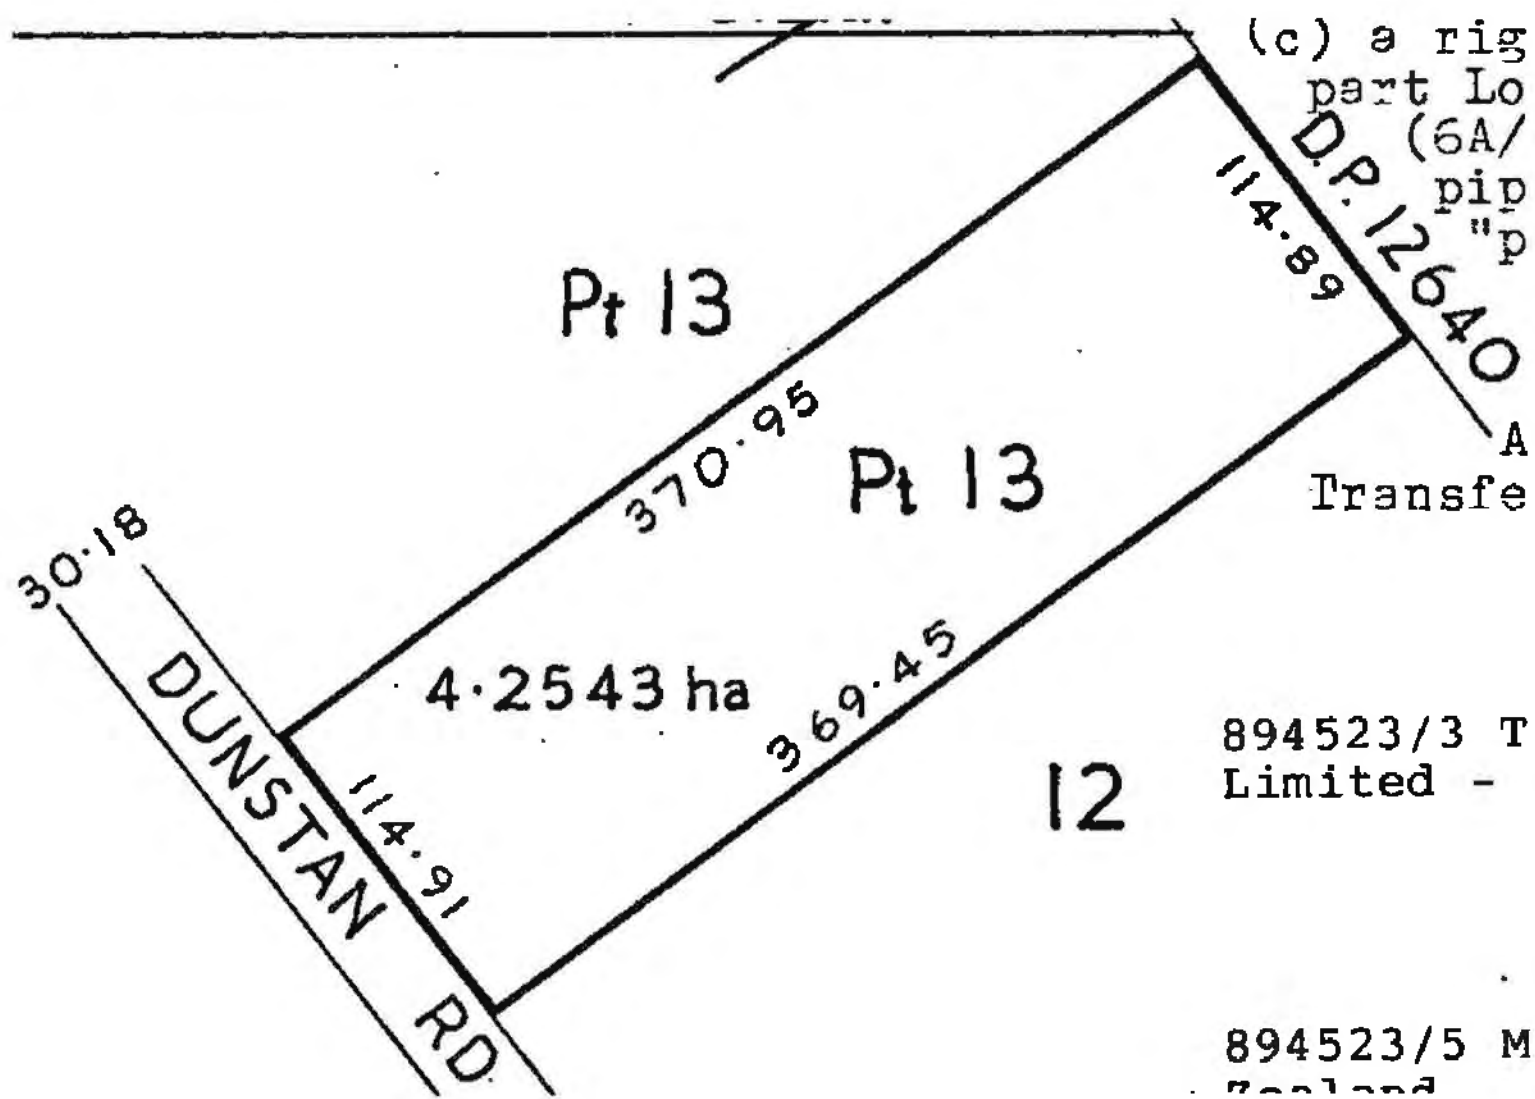 (c) a rig
part Lo
(6A/
pip
"p
D.P. 12640
114.89
Pt 13
370.95
Pt 13
A
Transfe
30.18
DUNSTAN RD
4.2543 ha
369.45
114.91
12
894523/3 T
Limited -
894523/5 M